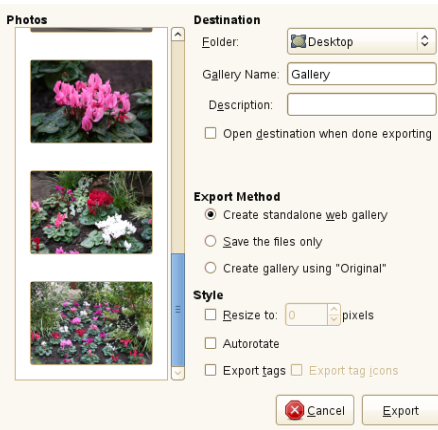 Photos
Destination
Folder: Desktop
Gallery Name: Gallery
Description:
Open destination when done exporting
Export Method
Create standalone web gallery
Save the files only
Create gallery using "Original"
Style
Resize to: 0 pixels
Autorotate
Export tags Export tag icons
Cancel Export